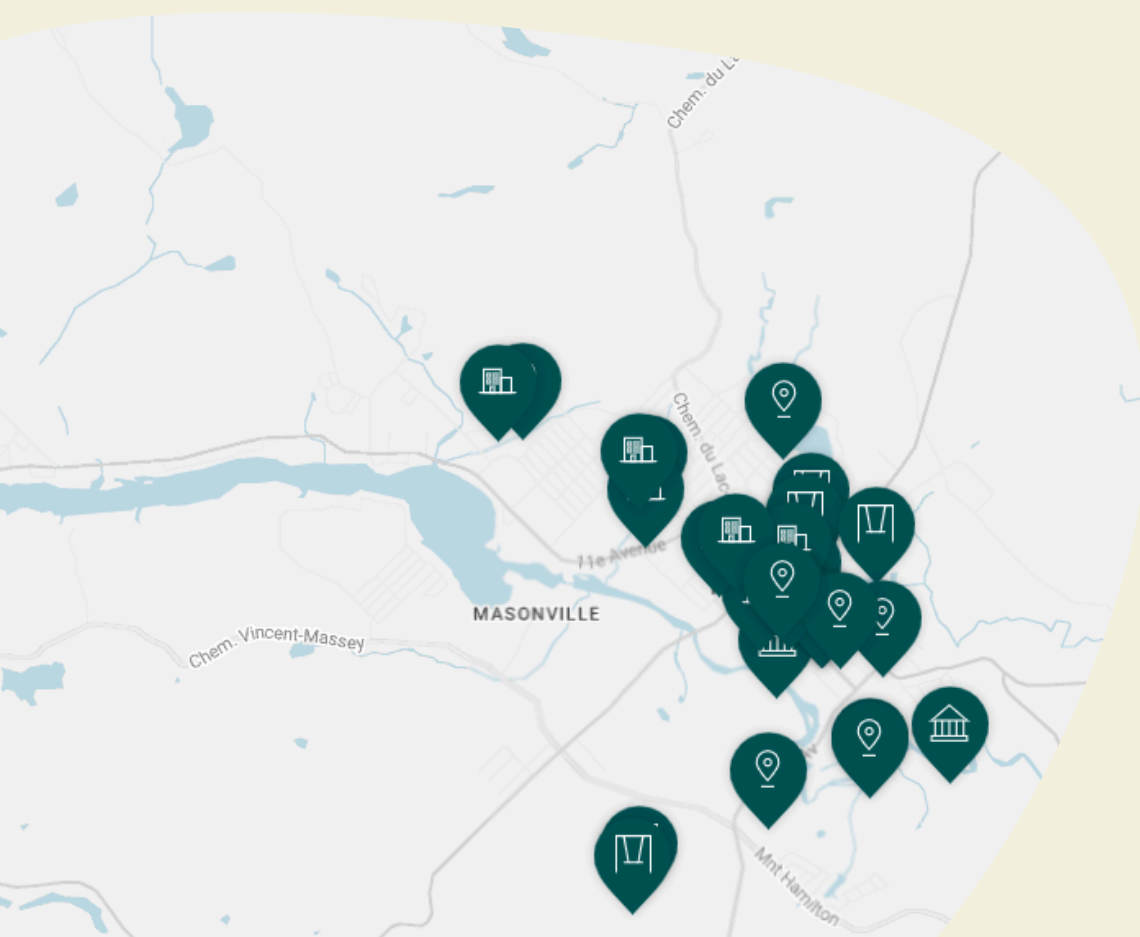 Chem. du L
Chem. du Lac
11e Avenue
MASONVILLE
Chem. Vincent-Massey
Mnt Hamilton